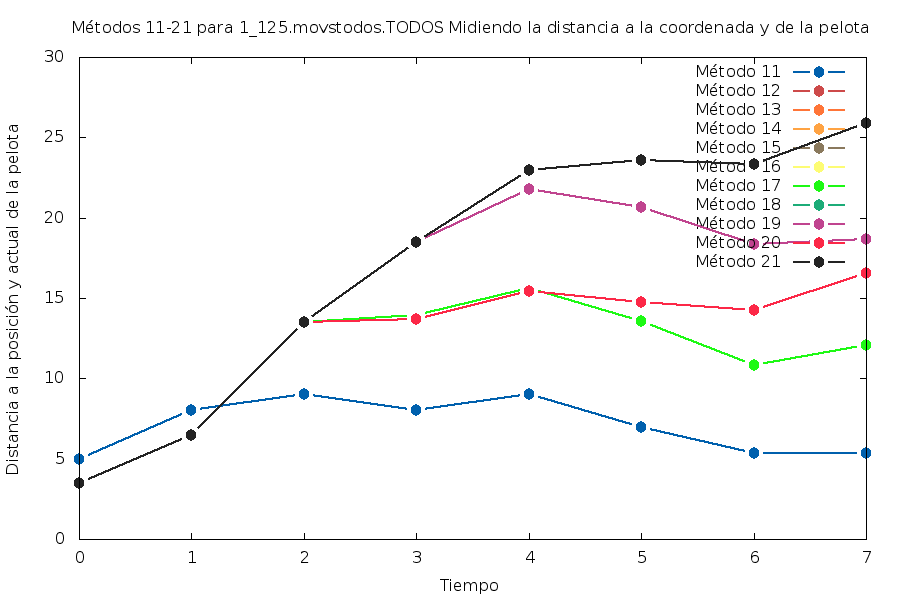 Métodos 11-21 para 1_125.movstodos.TODOS Midiendo la distancia a la coordenada y de la pelota
Distancia a la posición y actual de la pelota
30
25
20
15
10
5
0
Método 11
Método 12
Método 13
Método 14
Método 15
Método 16
Método 17
Método 18
Método 19
Método 20
Método 21
0 1 2 3 4 5 6 7
Tiempo